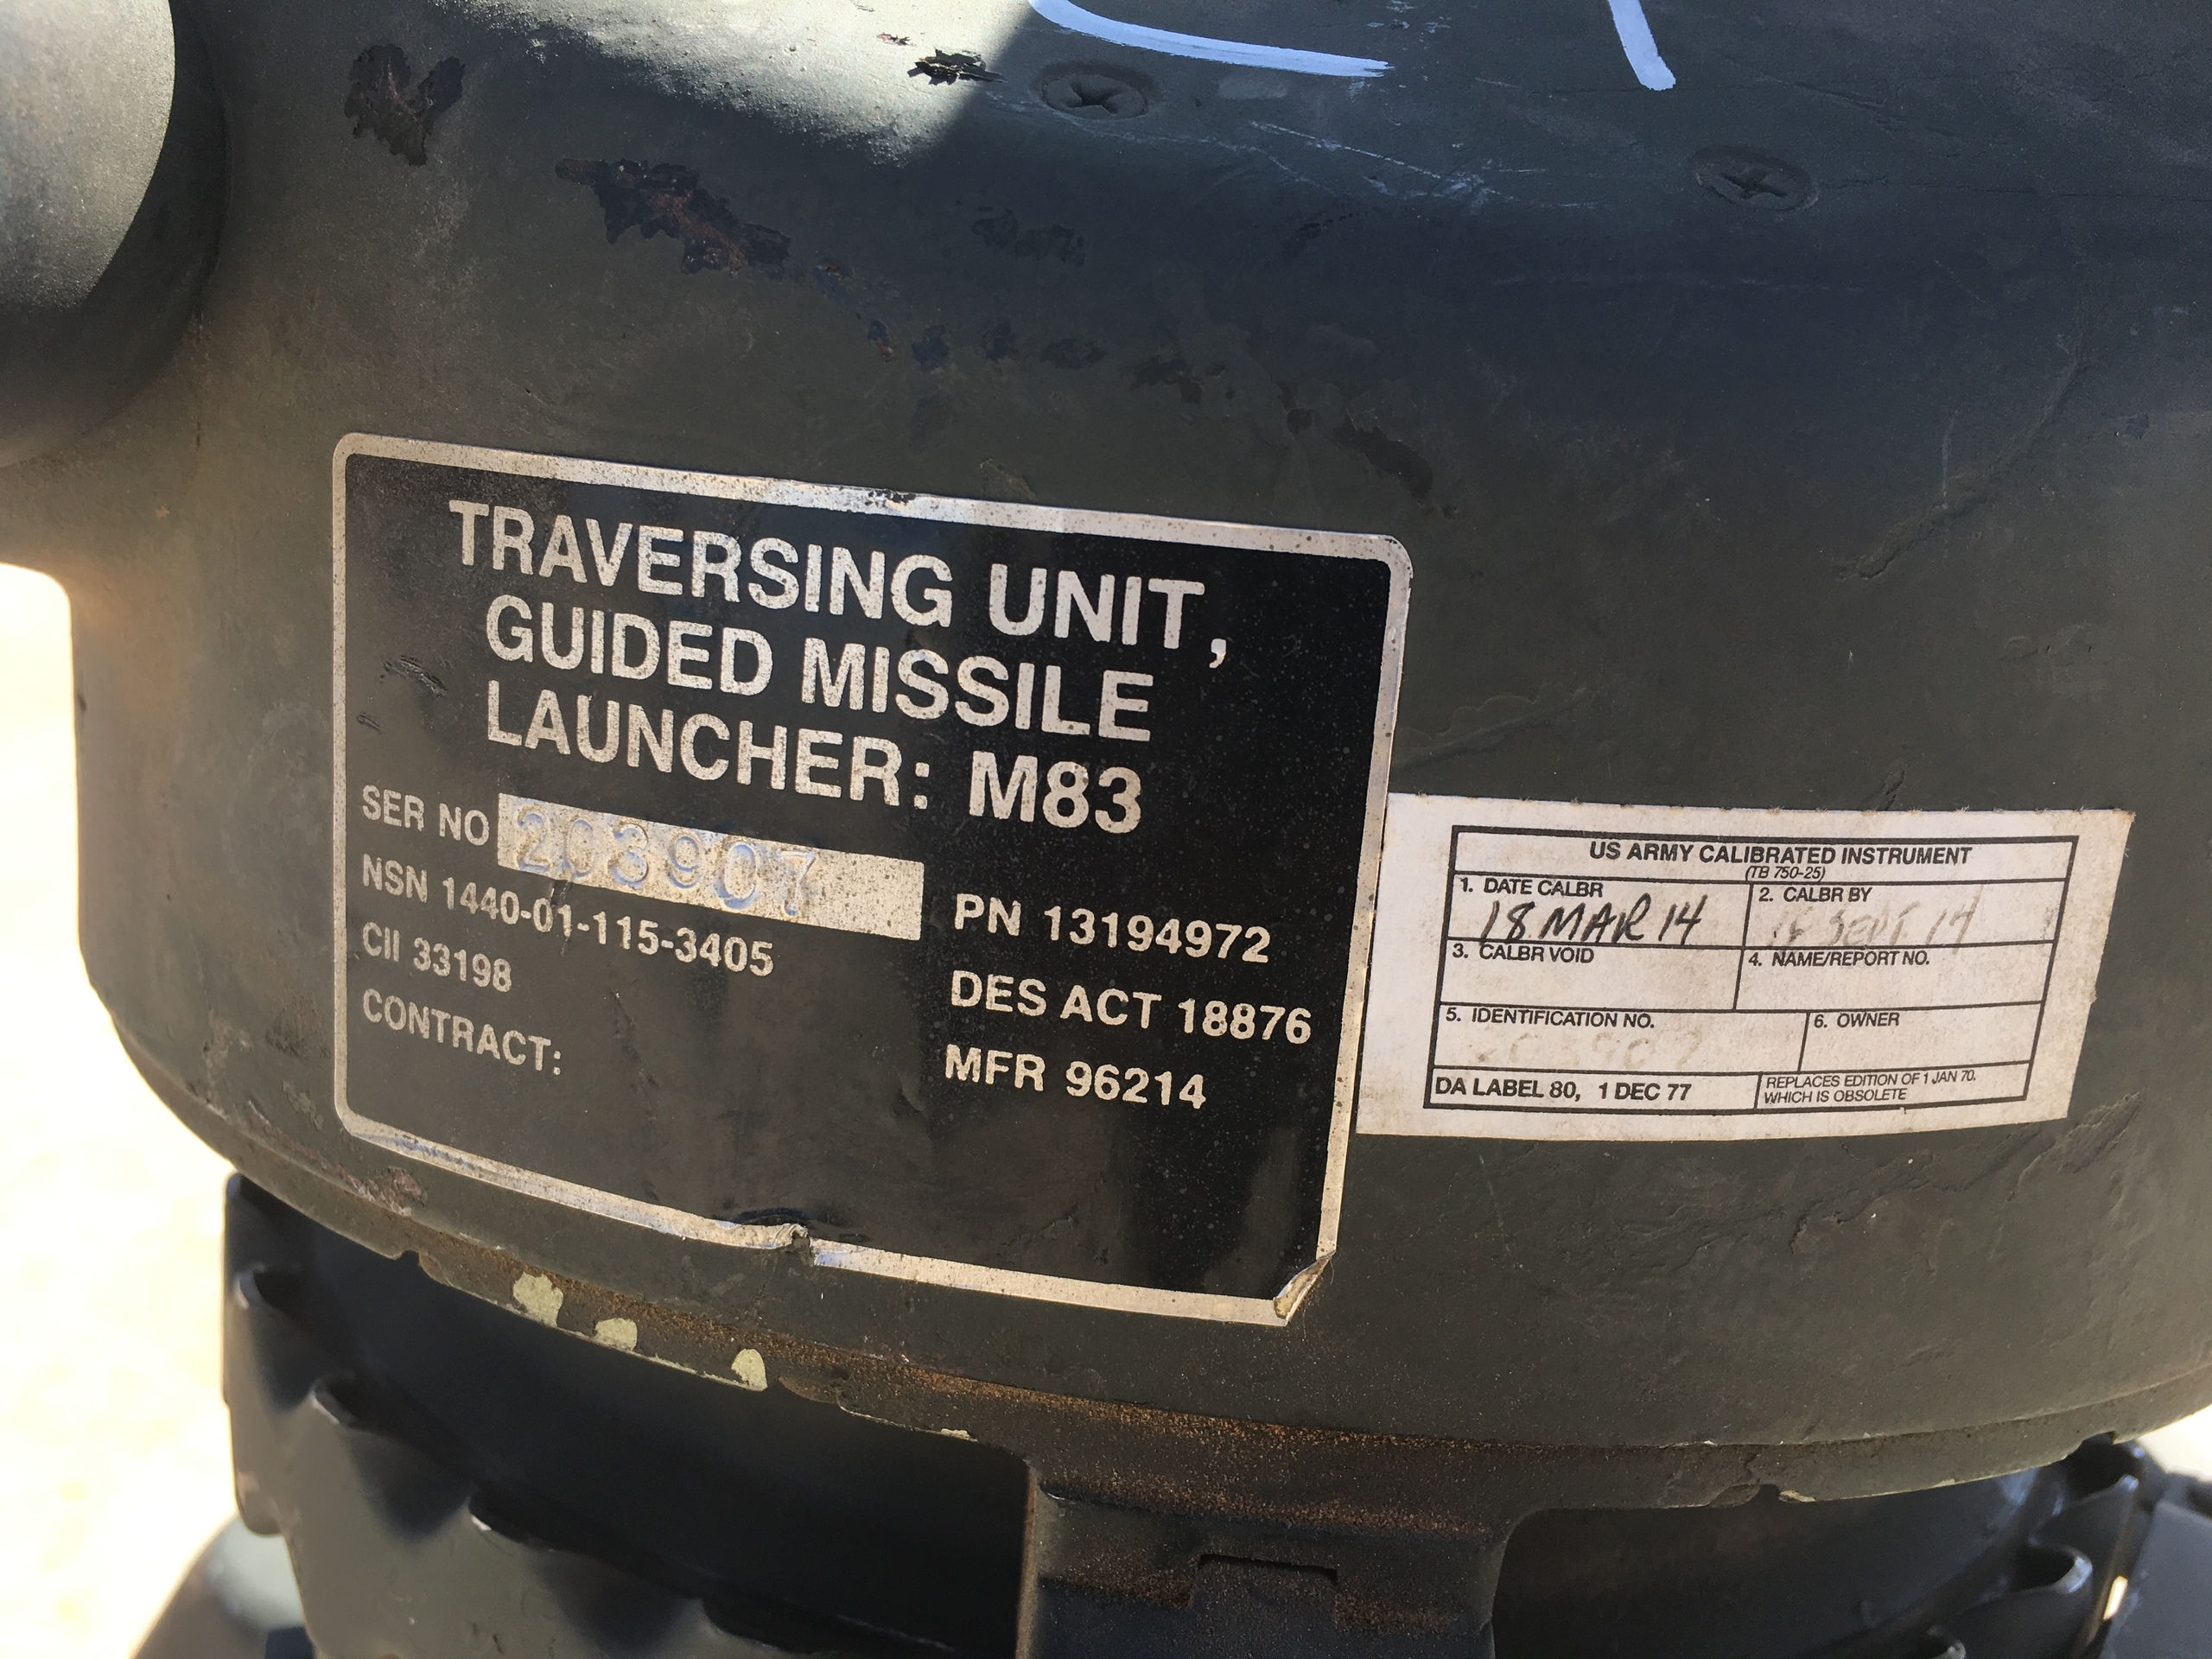 TRAVERSING UNIT,
GUIDED MISSILE
LAUNCHER: M83
SER NO 203907
NSN 1440-01-115-3405
CII 33198
CONTRACT:
PN 13194972
DES ACT 18876
MFR 96214
US ARMY CALIBRATED INSTRUMENT
(TB 750-25)
1. DATE CALBR
18 MAR 14
2. CALBR BY
SEPT 14
3. CALBR VOID
4. NAME/REPORT NO.
5. IDENTIFICATION NO.
203907
6. OWNER
DA LABEL 80, 1 DEC 77
REPLACES EDITION OF 1 JAN 70.
WHICH IS OBSOLETE